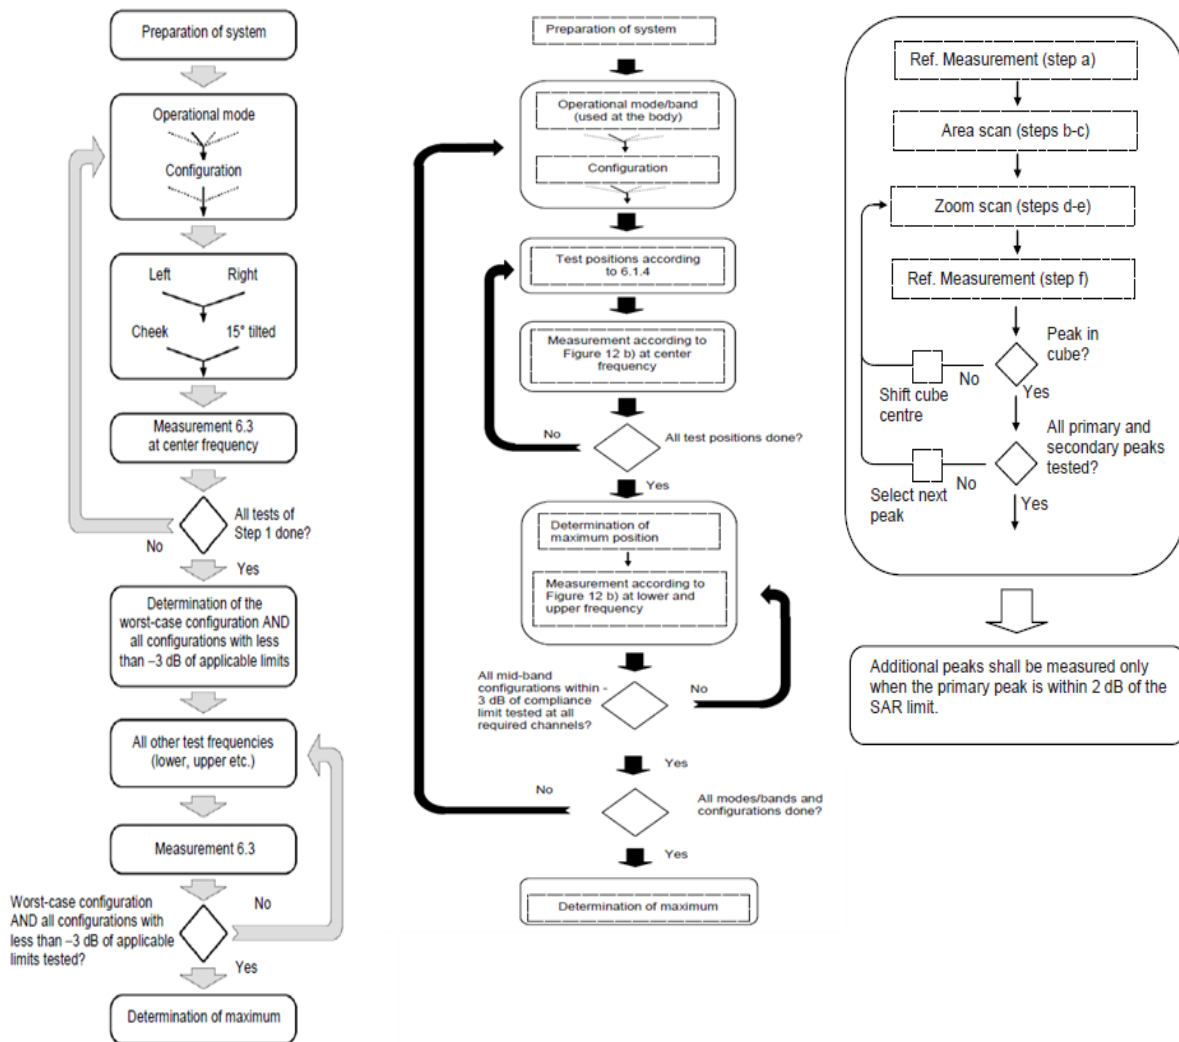 Preparation of system
Operational mode
Configuration
Left Right
Cheek 15° tilted
Measurement 6.3
at center frequency
All tests of
Step 1 done?
No
Yes
Determination of the
worst-case configuration AND
all configurations with less
than –3 dB of applicable limits
All other test frequencies
(lower, upper etc.)
Measurement 6.3
Worst-case configuration
AND all configurations with
less than –3 dB of applicable
limits tested?
No
Yes
Determination of maximum
Preparation of system
Operational mode/band
(used at the body)
Configuration
Test positions according
to 6.1.4
Measurement according to
Figure 12 b) at center
frequency
No
All test positions done?
Yes
Determination of
maximum position
Measurement according to
Figure 12 b) at lower and
upper frequency
All mid-band
configurations within -
3 dB of compliance
limit tested at all
required channels?
No
Yes
No
All modes/bands and
configurations done?
Yes
Determination of maximum
Ref. Measurement (step a)
Area scan (steps b-c)
Zoom scan (steps d-e)
Ref. Measurement (step f)
Peak in
cube?
No
Yes
Shift cube
centre
All primary and
secondary peaks
tested?
No
Select next
peak
Yes
Additional peaks shall be measured only
when the primary peak is within 2 dB of the
SAR limit.